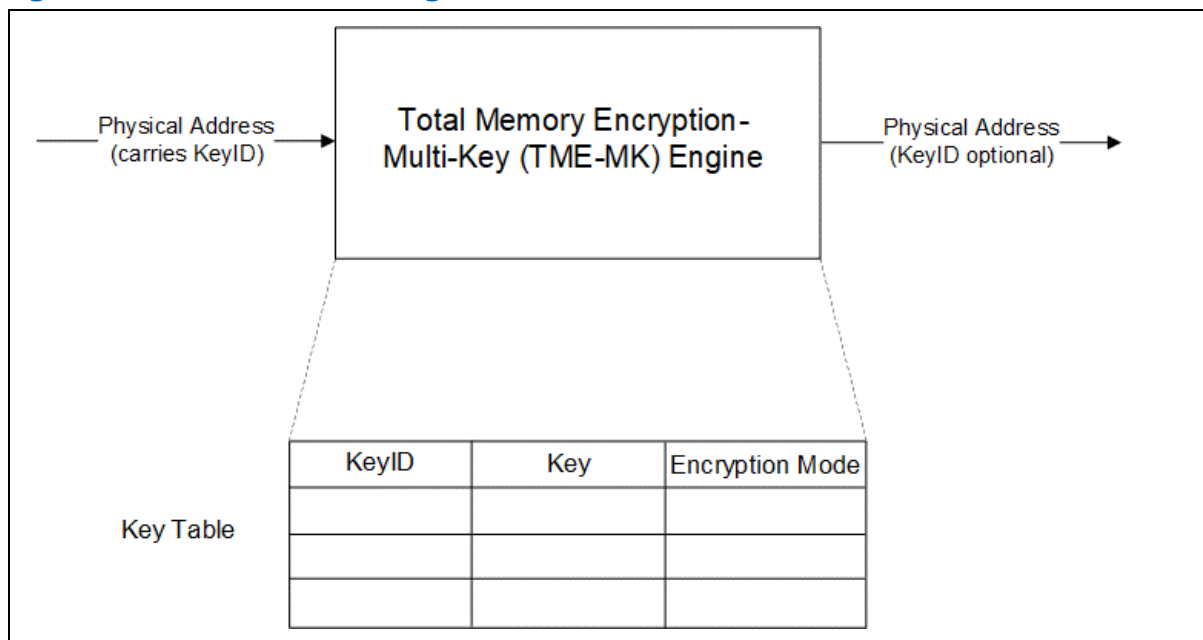 Total Memory Encryption-
Multi-Key (TME-MK) Engine
Physical Address
(carries KeyID)
Physical Address
(KeyID optional)
KeyID Key Encryption Mode
Key Table